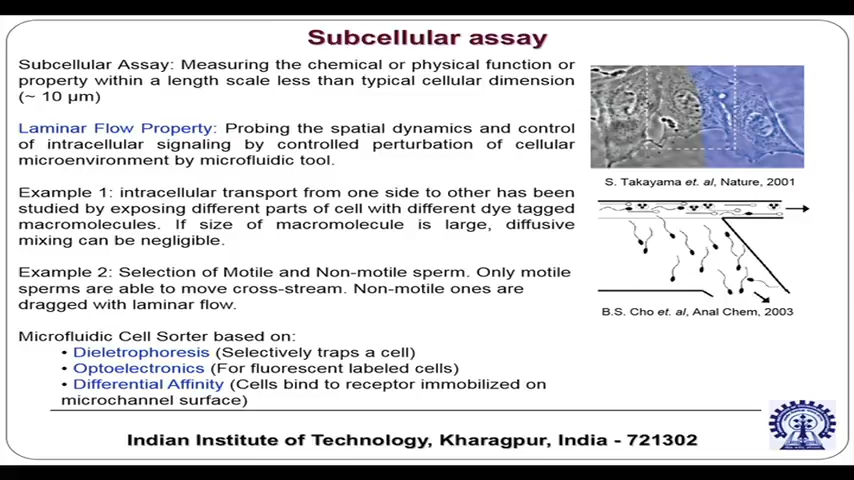 Subcellular assay
Subcellular Assay: Measuring the chemical or physical function or
property within a length scale less than typical cellular dimension
(~ 10 μm)
Laminar Flow Property: Probing the spatial dynamics and control
of intracellular signaling by controlled perturbation of cellular
microenvironment by microfluidic tool.
Example 1: intracellular transport from one side to other has been
studied by exposing different parts of cell with different dye tagged
macromolecules. If size of macromolecule is large, diffusive
mixing can be negligible.
Example 2: Selection of Motile and Non-motile sperm. Only motile
sperms are able to move cross-stream. Non-motile ones are
dragged with laminar flow.
Microfluidic Cell Sorter based on:
• Dieletrophoresis (Selectively traps a cell)
• Optoelectronics (For fluorescent labeled cells)
• Differential Affinity (Cells bind to receptor immobilized on
microchannel surface)
S. Takayama et. al, Nature, 2001
B.S. Cho et. al, Anal Chem, 2003
Indian Institute of Technology, Kharagpur, India - 721302